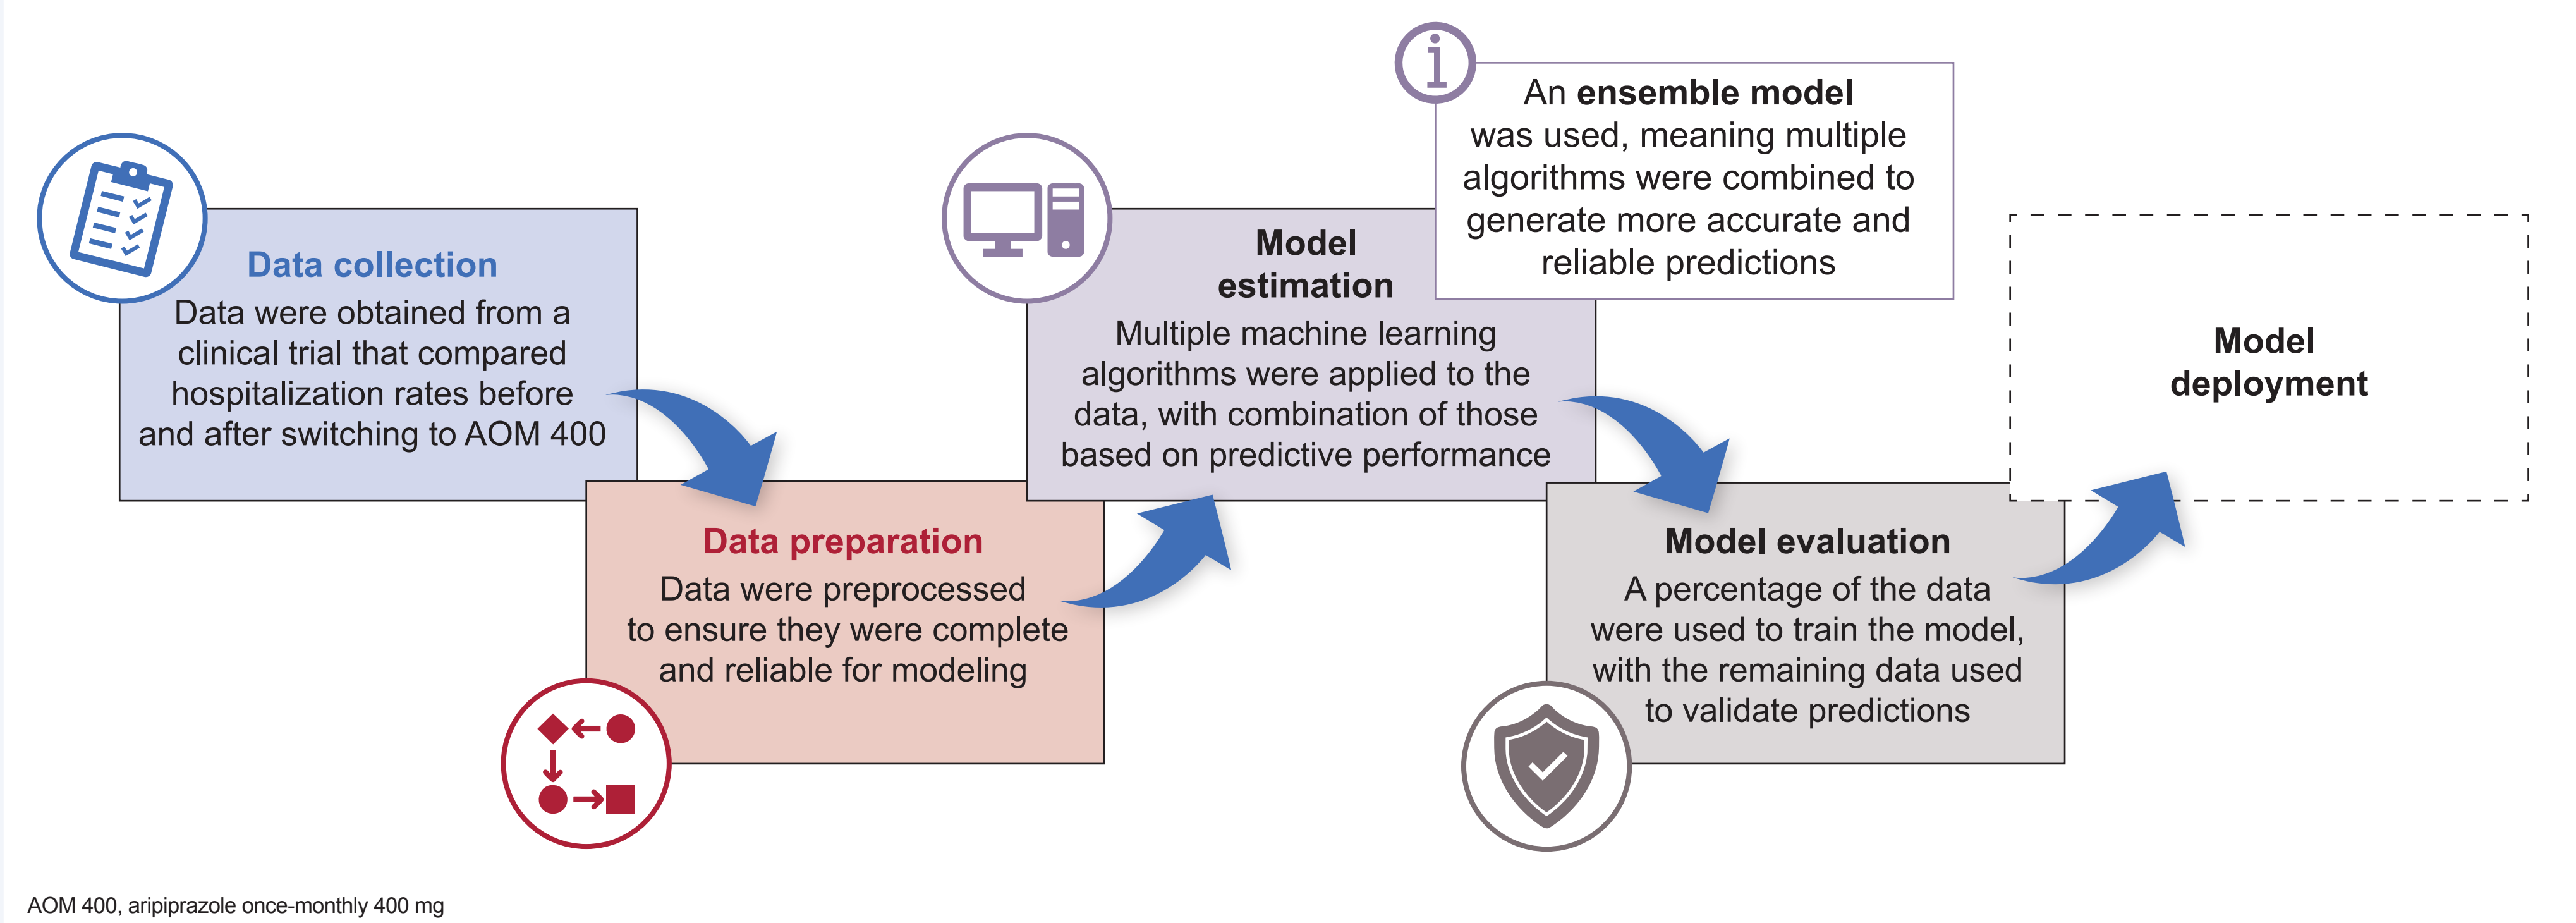 Data collection
Data were obtained from a
clinical trial that compared
hospitalization rates before
and after switching to AOM 400
Data preparation
Data were preprocessed
to ensure they were complete
and reliable for modeling
Model
estimation
Multiple machine learning
algorithms were applied to the
data, with combination of those
based on predictive performance
i
An ensemble model
was used, meaning multiple
algorithms were combined to
generate more accurate and
reliable predictions
Model evaluation
A percentage of the data
were used to train the model,
with the remaining data used
to validate predictions
Model
deployment
AOM 400, aripiprazole once-monthly 400 mg